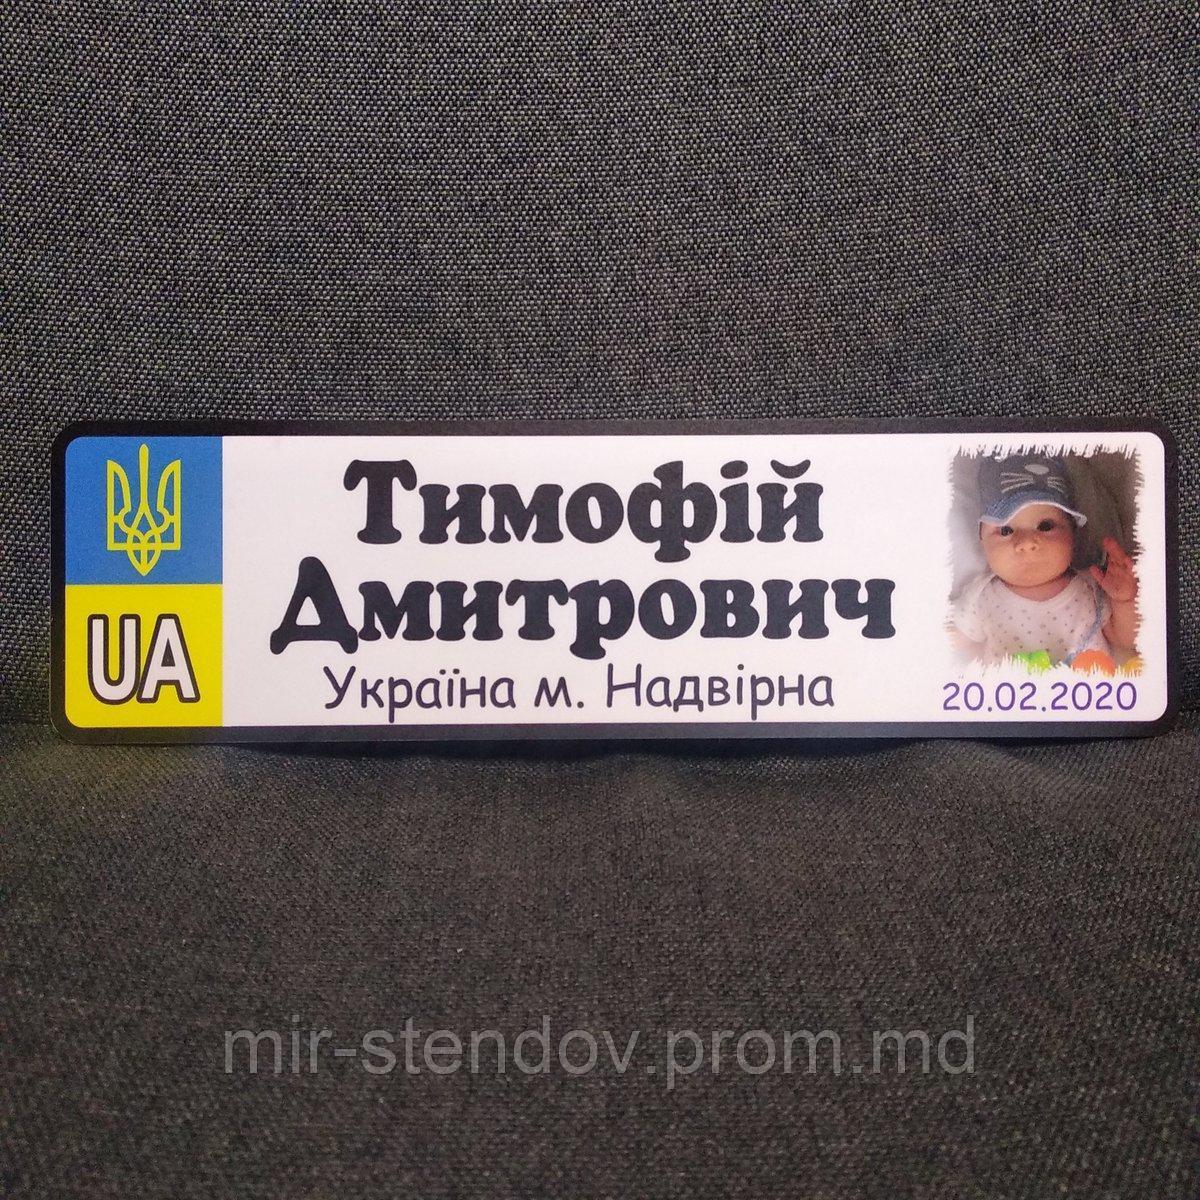 UA
Тимофій
Дмитрович
Україна м. Надвірна
20.02.2020
mir-stendov.prom.md